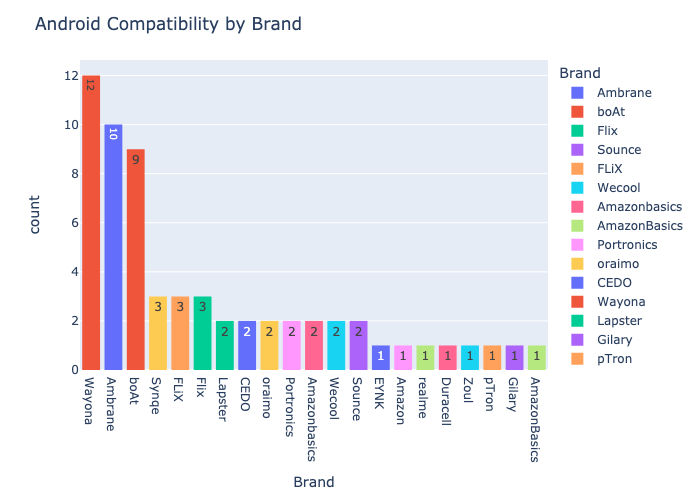 Android Compatibility by Brand
count
12
10
8
6
4
2
0
12
10
9
3
3
3
2
2
2
2
2
2
2
1
1
1
1
1
1
1
1
Wayona
Ambrane
boAt
Synqe
FLiX
Flix
Lapster
CEDO
oraimo
Portronics
Amazonbasics
Wecool
Sounce
EYNK
Amazon
realme
Duracell
Zoul
pTron
Gilary
AmazonBasics
Brand
Brand
Ambrane
boAt
Flix
Sounce
FLiX
Wecool
Amazonbasics
AmazonBasics
Portronics
oraimo
CEDO
Wayona
Lapster
Gilary
pTron